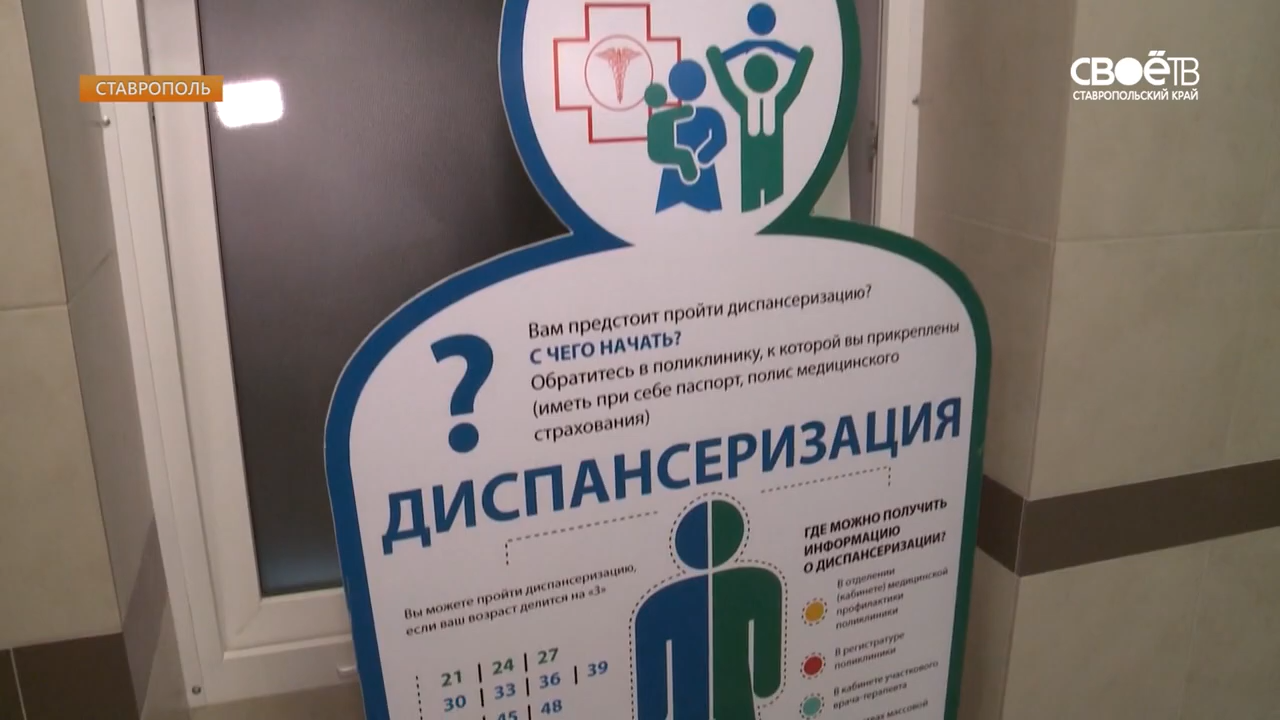 СТАВРОПОЛЬ
СВОЁТВ
СТАВРОПОЛЬСКИЙ КРАЙ
?
Вам предстоит пройти диспансеризацию?
С ЧЕГО НАЧАТЬ?
Обратитесь в поликлинику, к которой вы прикреплены
(иметь при себе паспорт, полис медицинского
страхования)
ДИСПАНСЕРИЗАЦИЯ
Вы можете пройти диспансеризацию,
если ваш возраст делится на «3»
21 | 24 | 27
30 | 33 | 36 | 39
45 | 48
ГДЕ МОЖНО ПОЛУЧИТЬ
ИНФОРМАЦИЮ
О ДИСПАНСЕРИЗАЦИИ?
В отделении
(кабинете) медицинской
профилактики
поликлиники
В регистратуре
поликлиники
В кабинете участкового
врача-терапевта
массовой